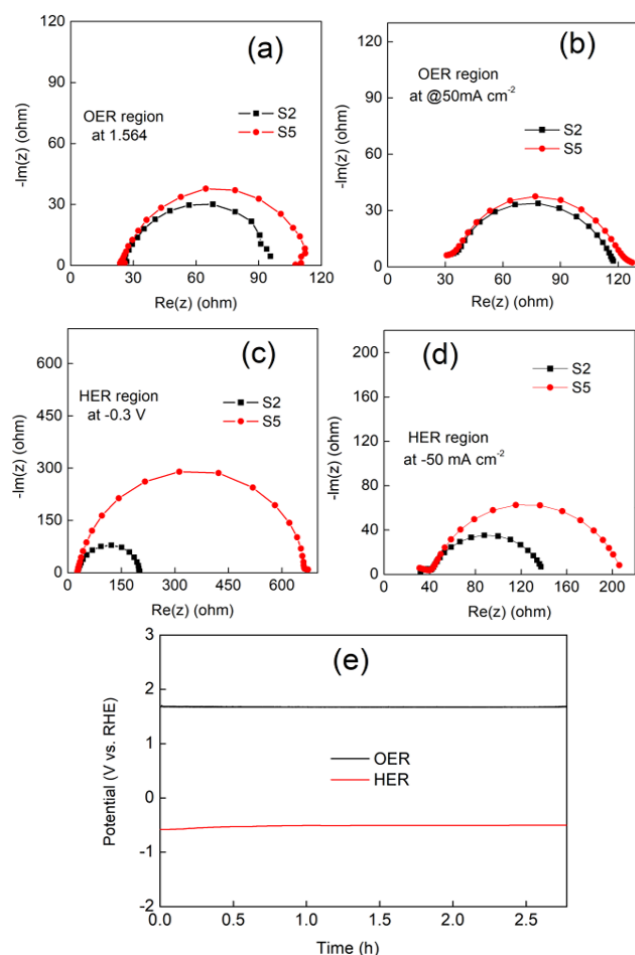 (a)
OER region
at 1.564
S2
S5
-Im(z) (ohm)
120
90
60
30
0
0 30 60 90 120
Re(z) (ohm)
(b)
OER region
at @50mA cm⁻²
S2
S5
-Im(z) (ohm)
120
90
60
30
0
0 30 60 90 120
Re(z) (ohm)
(c)
HER region
at -0.3 V
S2
S5
-Im(z) (ohm)
600
450
300
150
0
0 150 300 450 600
Re(z) (ohm)
(d)
HER region
at -50 mA cm⁻²
S2
S5
-Im(z) (ohm)
200
160
120
80
40
0
0 40 80 120 160 200
Re(z) (ohm)
(e)
OER
HER
Potential (V vs. RHE)
3
2
1
0
-1
-2
0.0 0.5 1.0 1.5 2.0 2.5
Time (h)